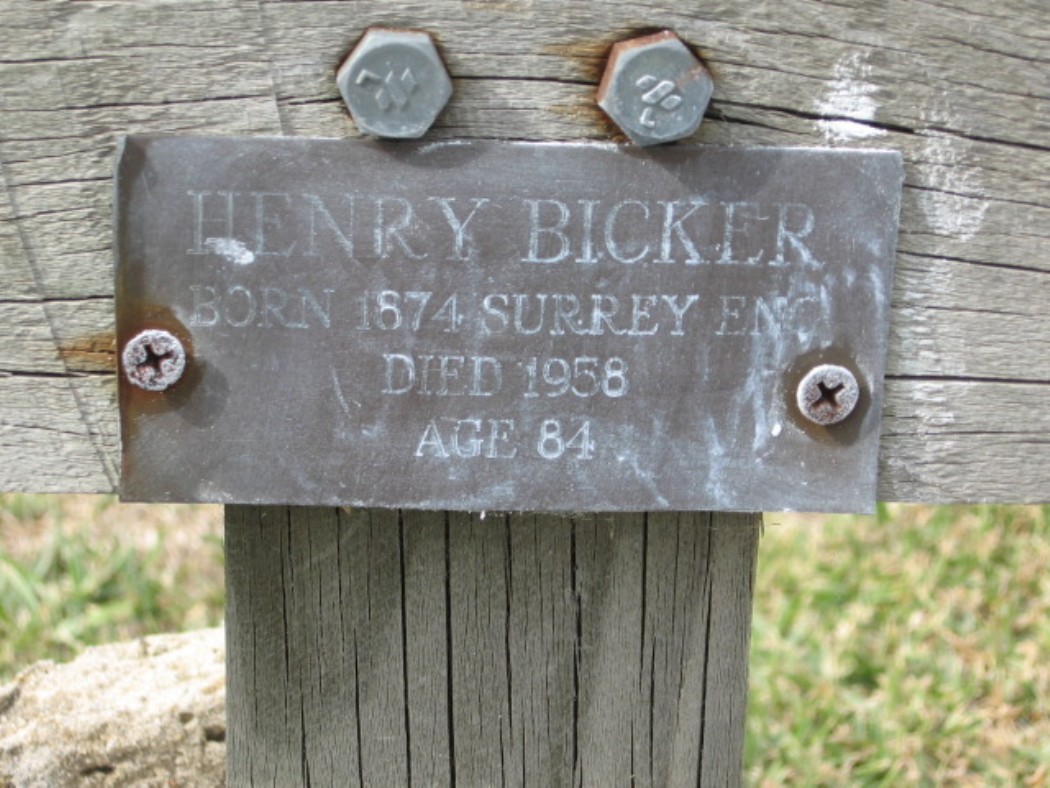 HENRY BICKER
BORN 1874 SURREY ENG
DIED 1958
AGE 84